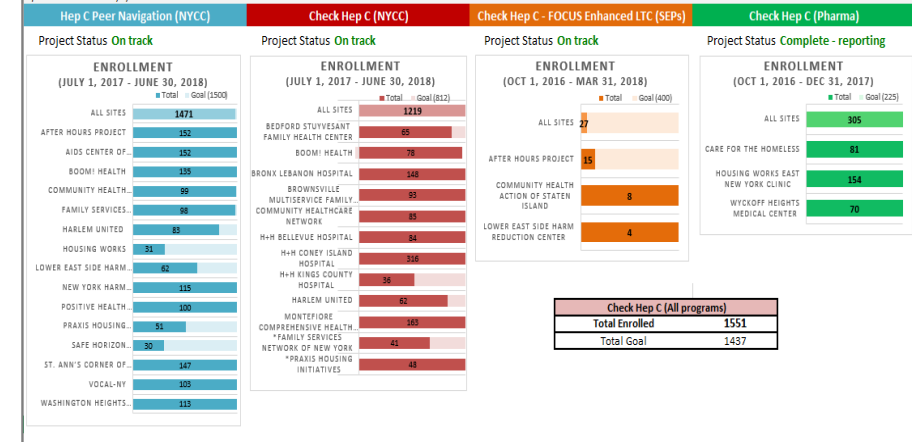 Hep C Peer Navigation (NYCC)
Project Status On track
ENROLLMENT
(JULY 1, 2017 - JUNE 30, 2018)
Total Goal (1500)
ALL SITES 1471
AFTER HOURS PROJECT 152
AIDS CENTER OF... 152
BOOM! HEALTH 135
COMMUNITY HEALTH... 99
FAMILY SERVICES... 98
HARLEM UNITED 83
HOUSING WORKS 31
LOWER EAST SIDE HARM... 62
NEW YORK HARM... 115
POSITIVE HEALTH... 100
PRAXIS HOUSING... 51
SAFE HORIZON... 30
ST. ANN'S CORNER OF... 147
VOCAL-NY 103
WASHINGTON HEIGHTS... 113
Check Hep C (NYCC)
Project Status On track
ENROLLMENT
(JULY 1, 2017 - JUNE 30, 2018)
Total Goal (812)
ALL SITES 1219
BEDFORD STUYVESANT
FAMILY HEALTH CENTER 65
BOOM! HEALTH 78
BRONX LEBANON HOSPITAL 148
BROWNSVILLE
MULTISERVICE FAMILY... 93
COMMUNITY HEALTHCARE
NETWORK 85
H+H BELLEVUE HOSPITAL 84
H+H CONEY ISLAND
HOSPITAL 316
H+H KINGS COUNTY
HOSPITAL 36
HARLEM UNITED 62
MONTEFIORE
COMPREHENSIVE HEALTH... 163
*FAMILY SERVICES
NETWORK OF NEW YORK 41
*PRAXIS HOUSING
INITIATIVES 48
Check Hep C - FOCUS Enhanced LTC (SEPs)
Project Status On track
ENROLLMENT
(OCT 1, 2016 - MAR 31, 2018)
Total Goal (400)
ALL SITES 27
AFTER HOURS PROJECT 15
COMMUNITY HEALTH
ACTION OF STATEN
ISLAND 8
LOWER EAST SIDE HARM
REDUCTION CENTER 4
Check Hep C (Pharma)
Project Status Complete - reporting
ENROLLMENT
(OCT 1, 2016 - DEC 31, 2017)
Total Goal (225)
ALL SITES 305
CARE FOR THE HOMELESS 81
HOUSING WORKS EAST
NEW YORK CLINIC 154
WYCKOFF HEIGHTS
MEDICAL CENTER 70
Check Hep C (All programs)
Total Enrolled 1551
Total Goal 1437